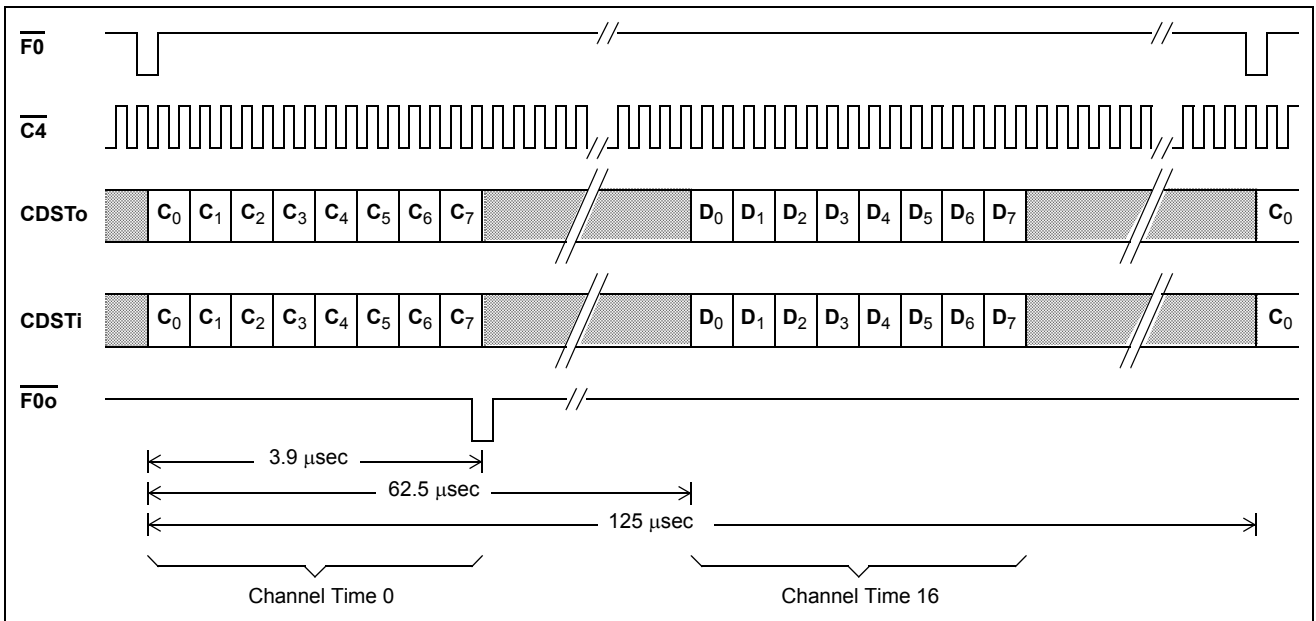 F0
C4
CDSTo C0 C1 C2 C3 C4 C5 C6 C7 D0 D1 D2 D3 D4 D5 D6 D7 C0
CDSTi C0 C1 C2 C3 C4 C5 C6 C7 D0 D1 D2 D3 D4 D5 D6 D7 C0
F0o
3.9 µsec
62.5 µsec
125 µsec
Channel Time 0 Channel Time 16